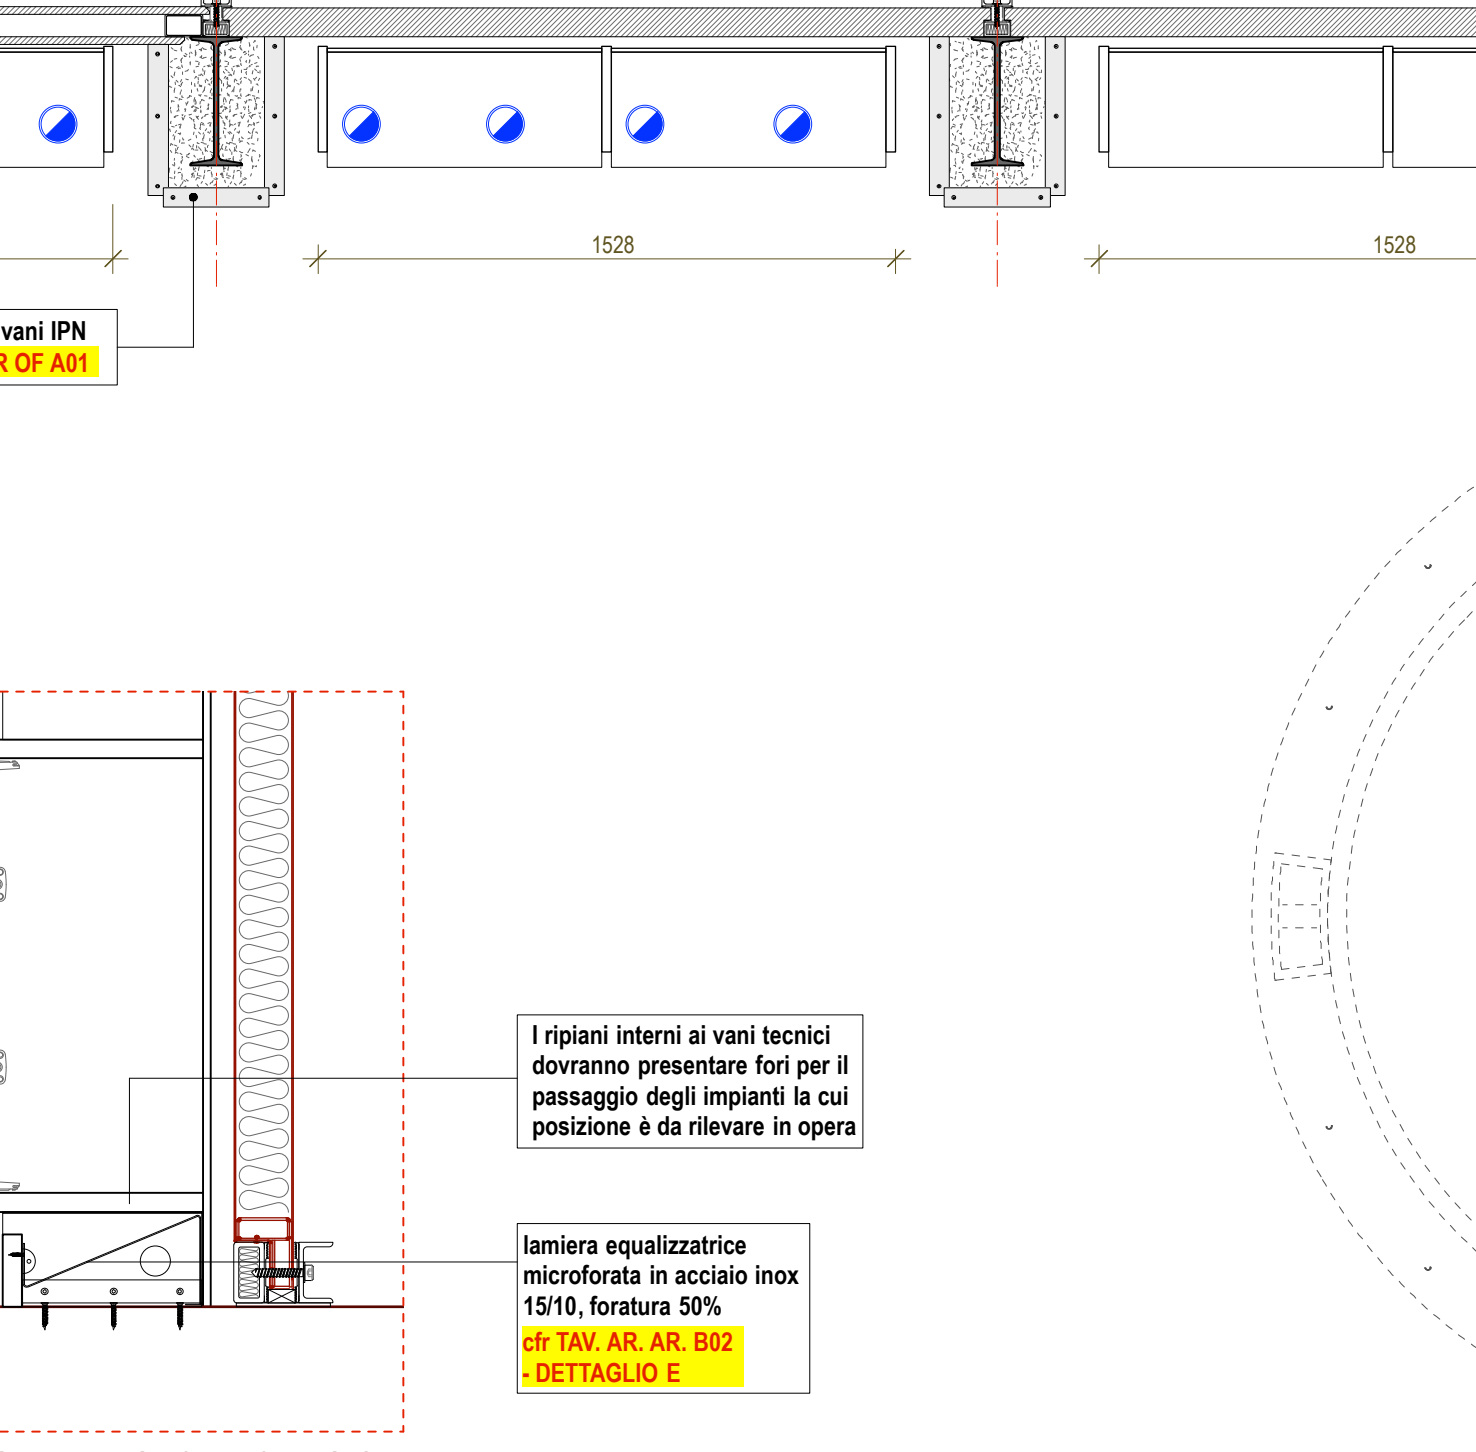 1528
1528
vani IPN
R OF A01
I ripiani interni ai vani tecnici
dovranno presentare fori per il
passaggio degli impianti la cui
posizione è da rilevare in opera
lamiera equalizzatrice
microforata in acciaio inox
15/10, foratura 50%
cfr TAV. AR. AR. B02
- DETTAGLIO E